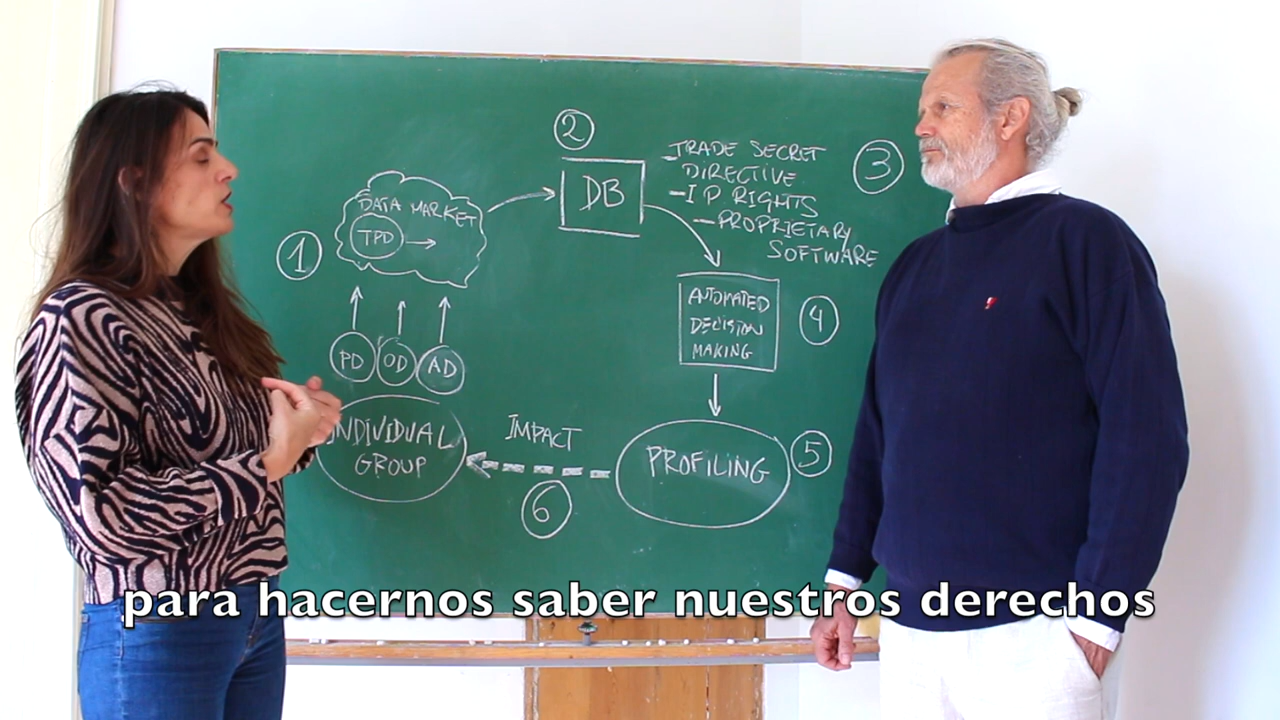 2
TRADE SECRET
DIRECTIVE
- I P RIGHTS
- PROPRIETARY
SOFTWARE
3
DB
DATA MARKET
TPD
1
AUTOMATED
DECISION
MAKING
4
PD OD AD
INDIVIDUAL
GROUP
IMPACT
6
PROFILING
5
para hacernos saber nuestros derechos